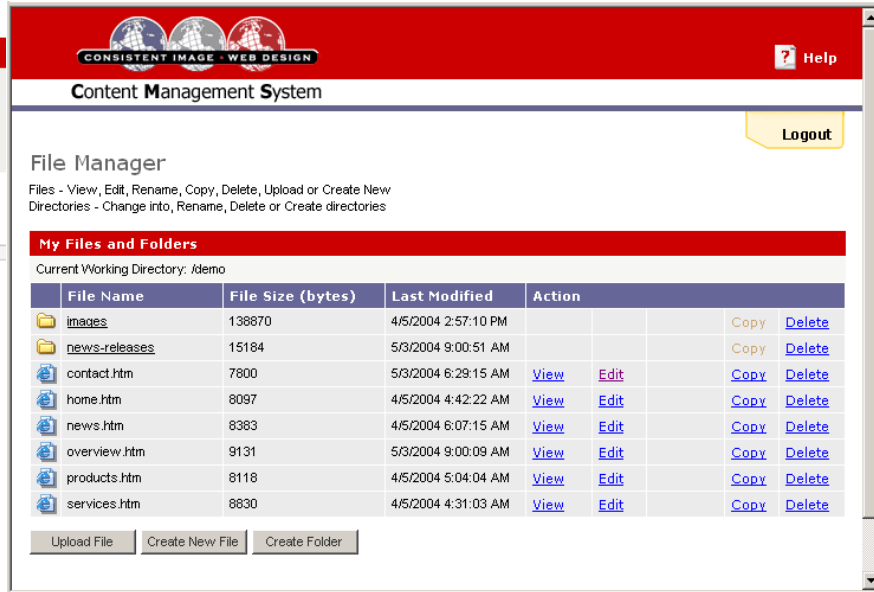 CONSISTENT IMAGE · WEB DESIGN
? Help
Content Management System
Logout
File Manager
Files - View, Edit, Rename, Copy, Delete, Upload or Create New
Directories - Change into, Rename, Delete or Create directories
My Files and Folders
Current Working Directory: /demo
File Name File Size (bytes) Last Modified Action
images 138870 4/5/2004 2:57:10 PM Copy Delete
news-releases 15184 5/3/2004 9:00:51 AM Copy Delete
contact.htm 7800 5/3/2004 6:29:15 AM View Edit Copy Delete
home.htm 8097 4/5/2004 4:42:22 AM View Edit Copy Delete
news.htm 8383 4/5/2004 6:07:15 AM View Edit Copy Delete
overview.htm 9131 5/3/2004 9:00:09 AM View Edit Copy Delete
products.htm 8118 4/5/2004 5:04:04 AM View Edit Copy Delete
services.htm 8830 4/5/2004 4:31:03 AM View Edit Copy Delete
Upload File Create New File Create Folder